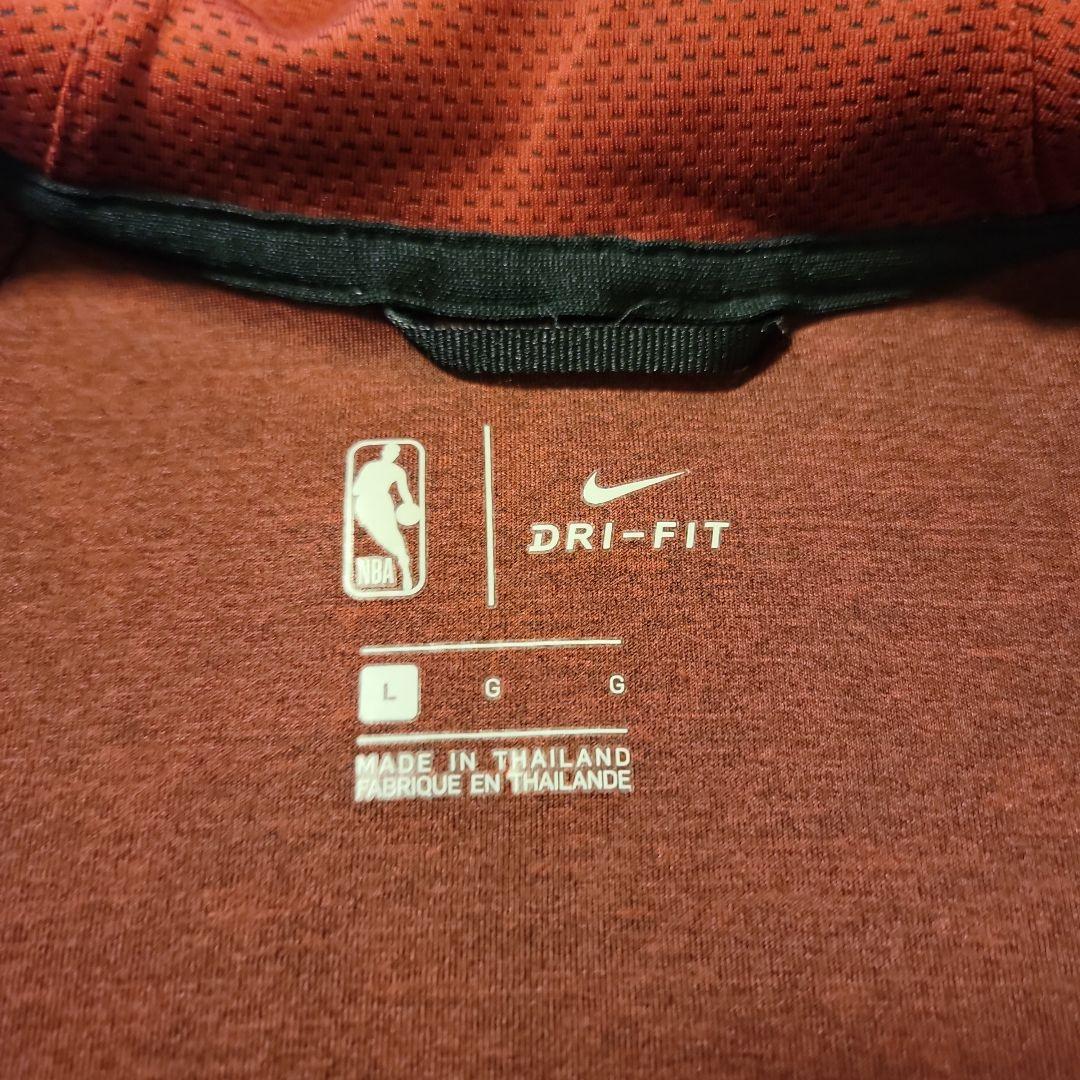 NBA
DRI-FIT
L G G
MADE IN THAILAND
FABRIQUE EN THAILANDE